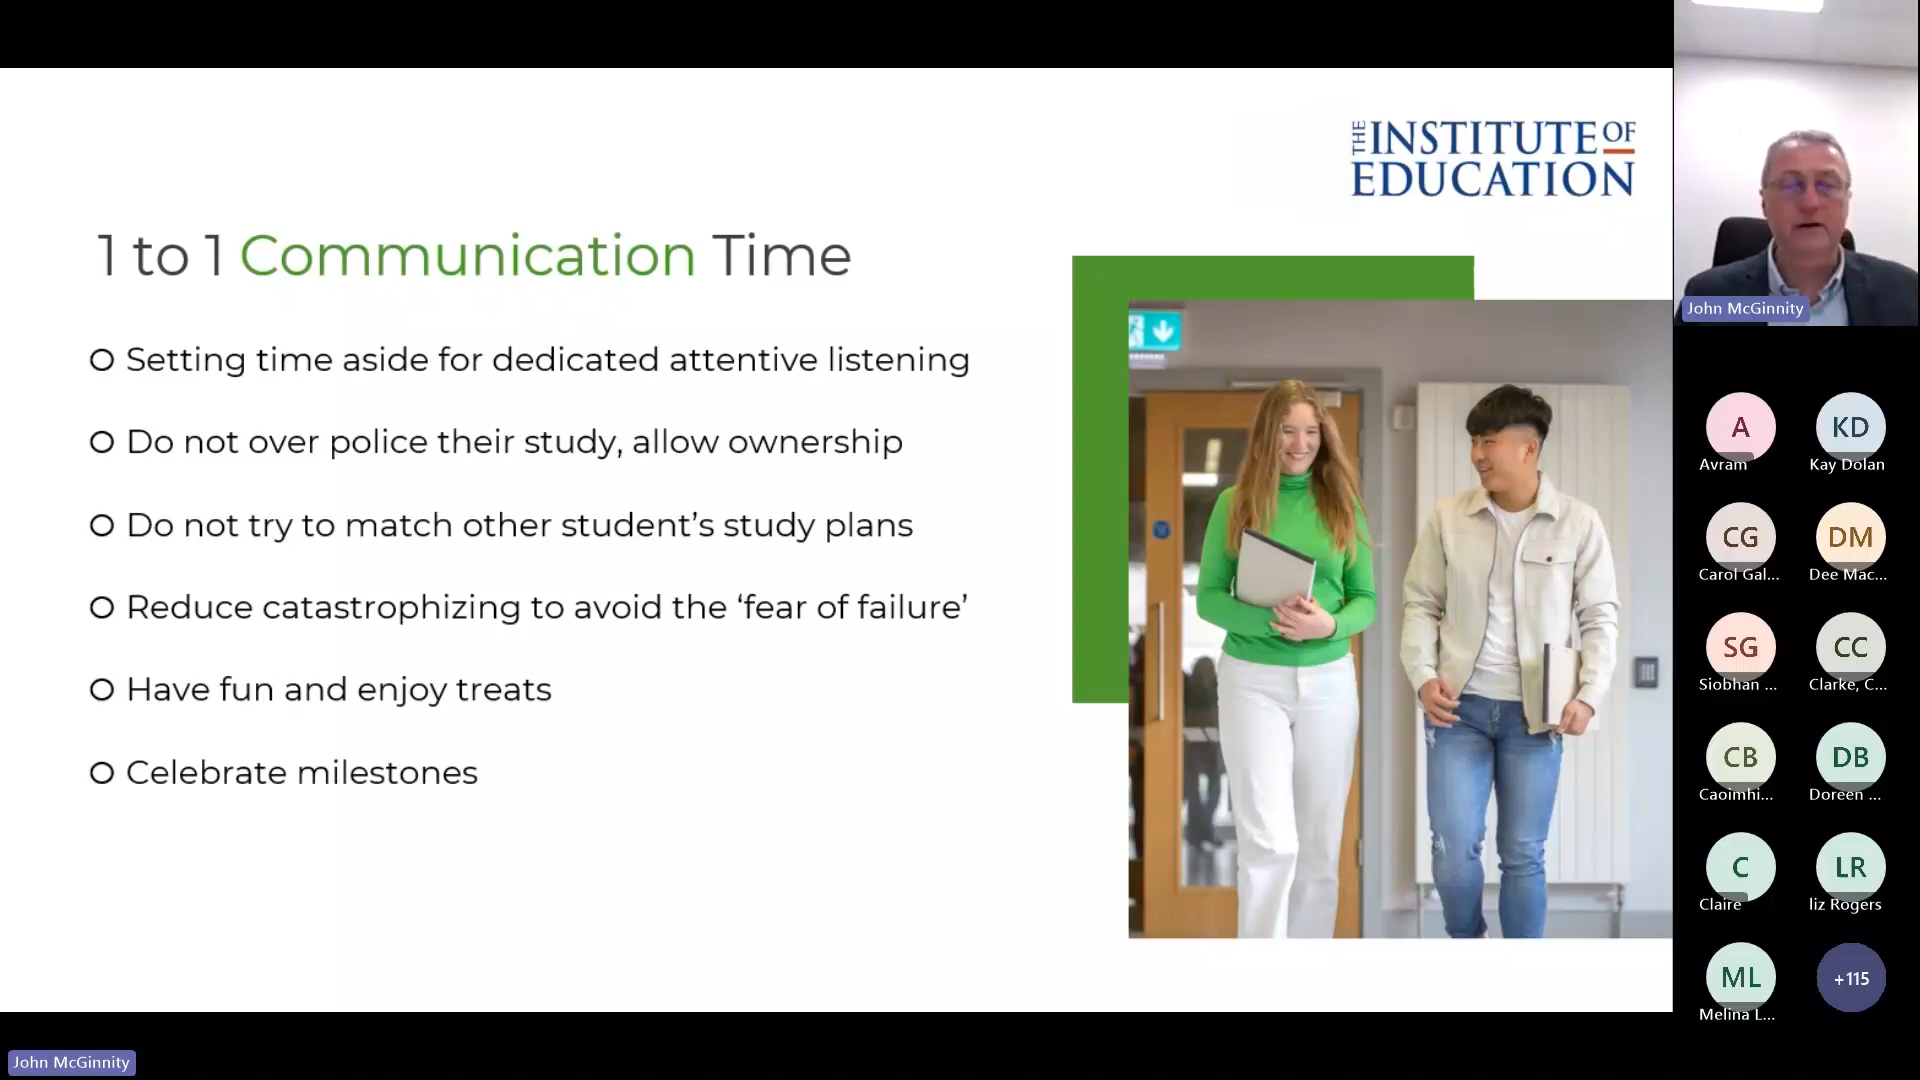 THE INSTITUTE OF
EDUCATION
1 to 1 Communication Time
Setting time aside for dedicated attentive listening
Do not over police their study, allow ownership
Do not try to match other student’s study plans
Reduce catastrophizing to avoid the ‘fear of failure’
Have fun and enjoy treats
Celebrate milestones
John McGinnity
A
Avram
KD
Kay Dolan
CG
Carol Gal...
DM
Dee Mac...
SG
Siobhan ...
CC
Clarke, C...
CB
Caoimhi...
DB
Doreen ...
C
Claire
LR
liz Rogers
ML
Melina L...
+115
John McGinnity